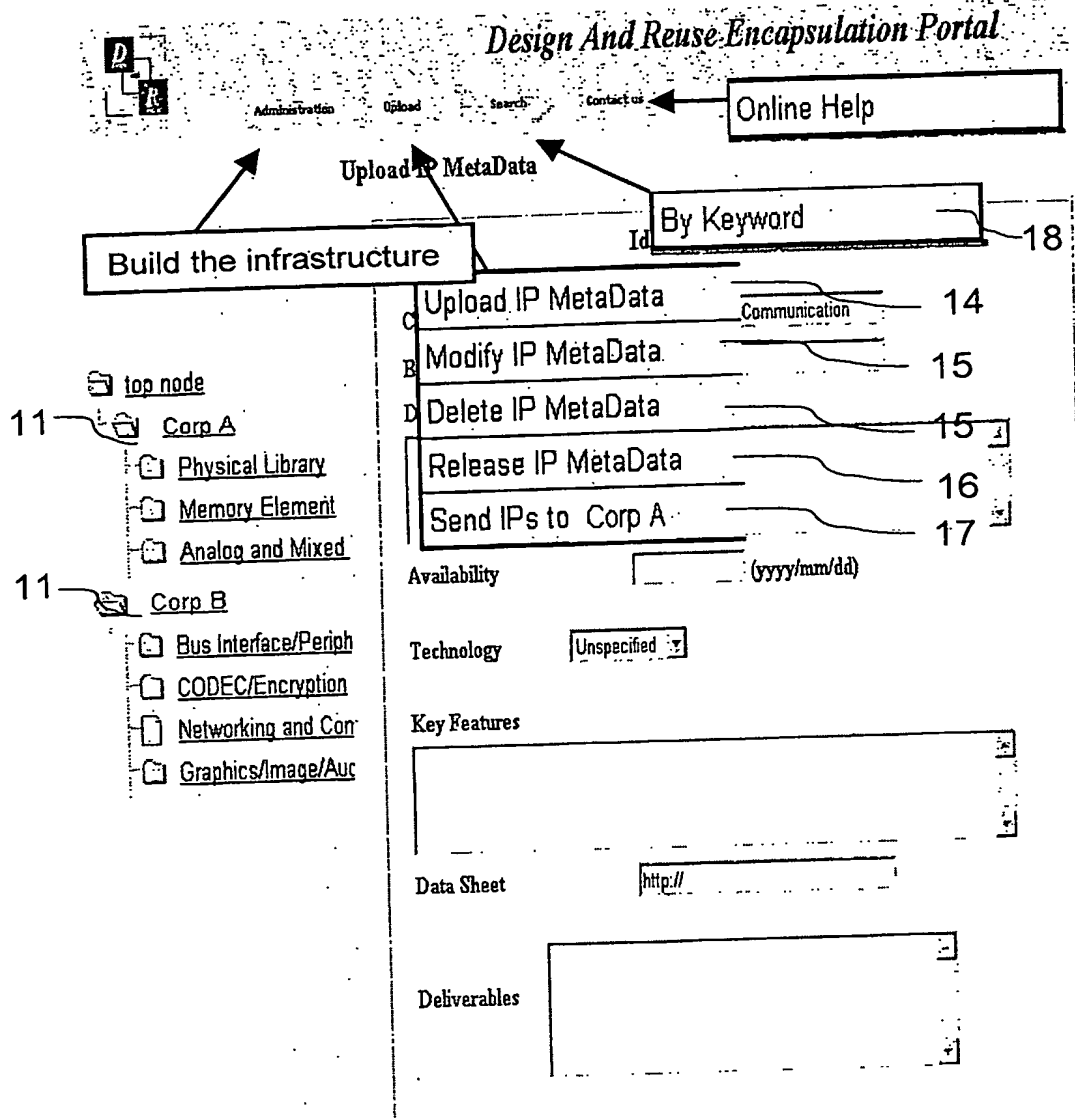 Design And Reuse Encapsulation Portal
D
R
Administration Upload Search Contact us
Online Help
Upload IP MetaData
By Keyword
18
Id
Build the infrastructure
Upload IP MetaData
14
C
Communication
Modify IP MetaData
15
B
top node
Delete IP MetaData
15
D
11
Corp A
Release IP MetaData
16
Physical Library
Memory Element
Send IPs to Corp A
17
Analog and Mixed
Availability (yyyy/mm/dd)
11
Corp B
Bus Interface/Periph
Technology Unspecified
CODEC/Encryption
Networking and Con
Key Features
Graphics/Image/Auc
Data Sheet http://
Deliverables